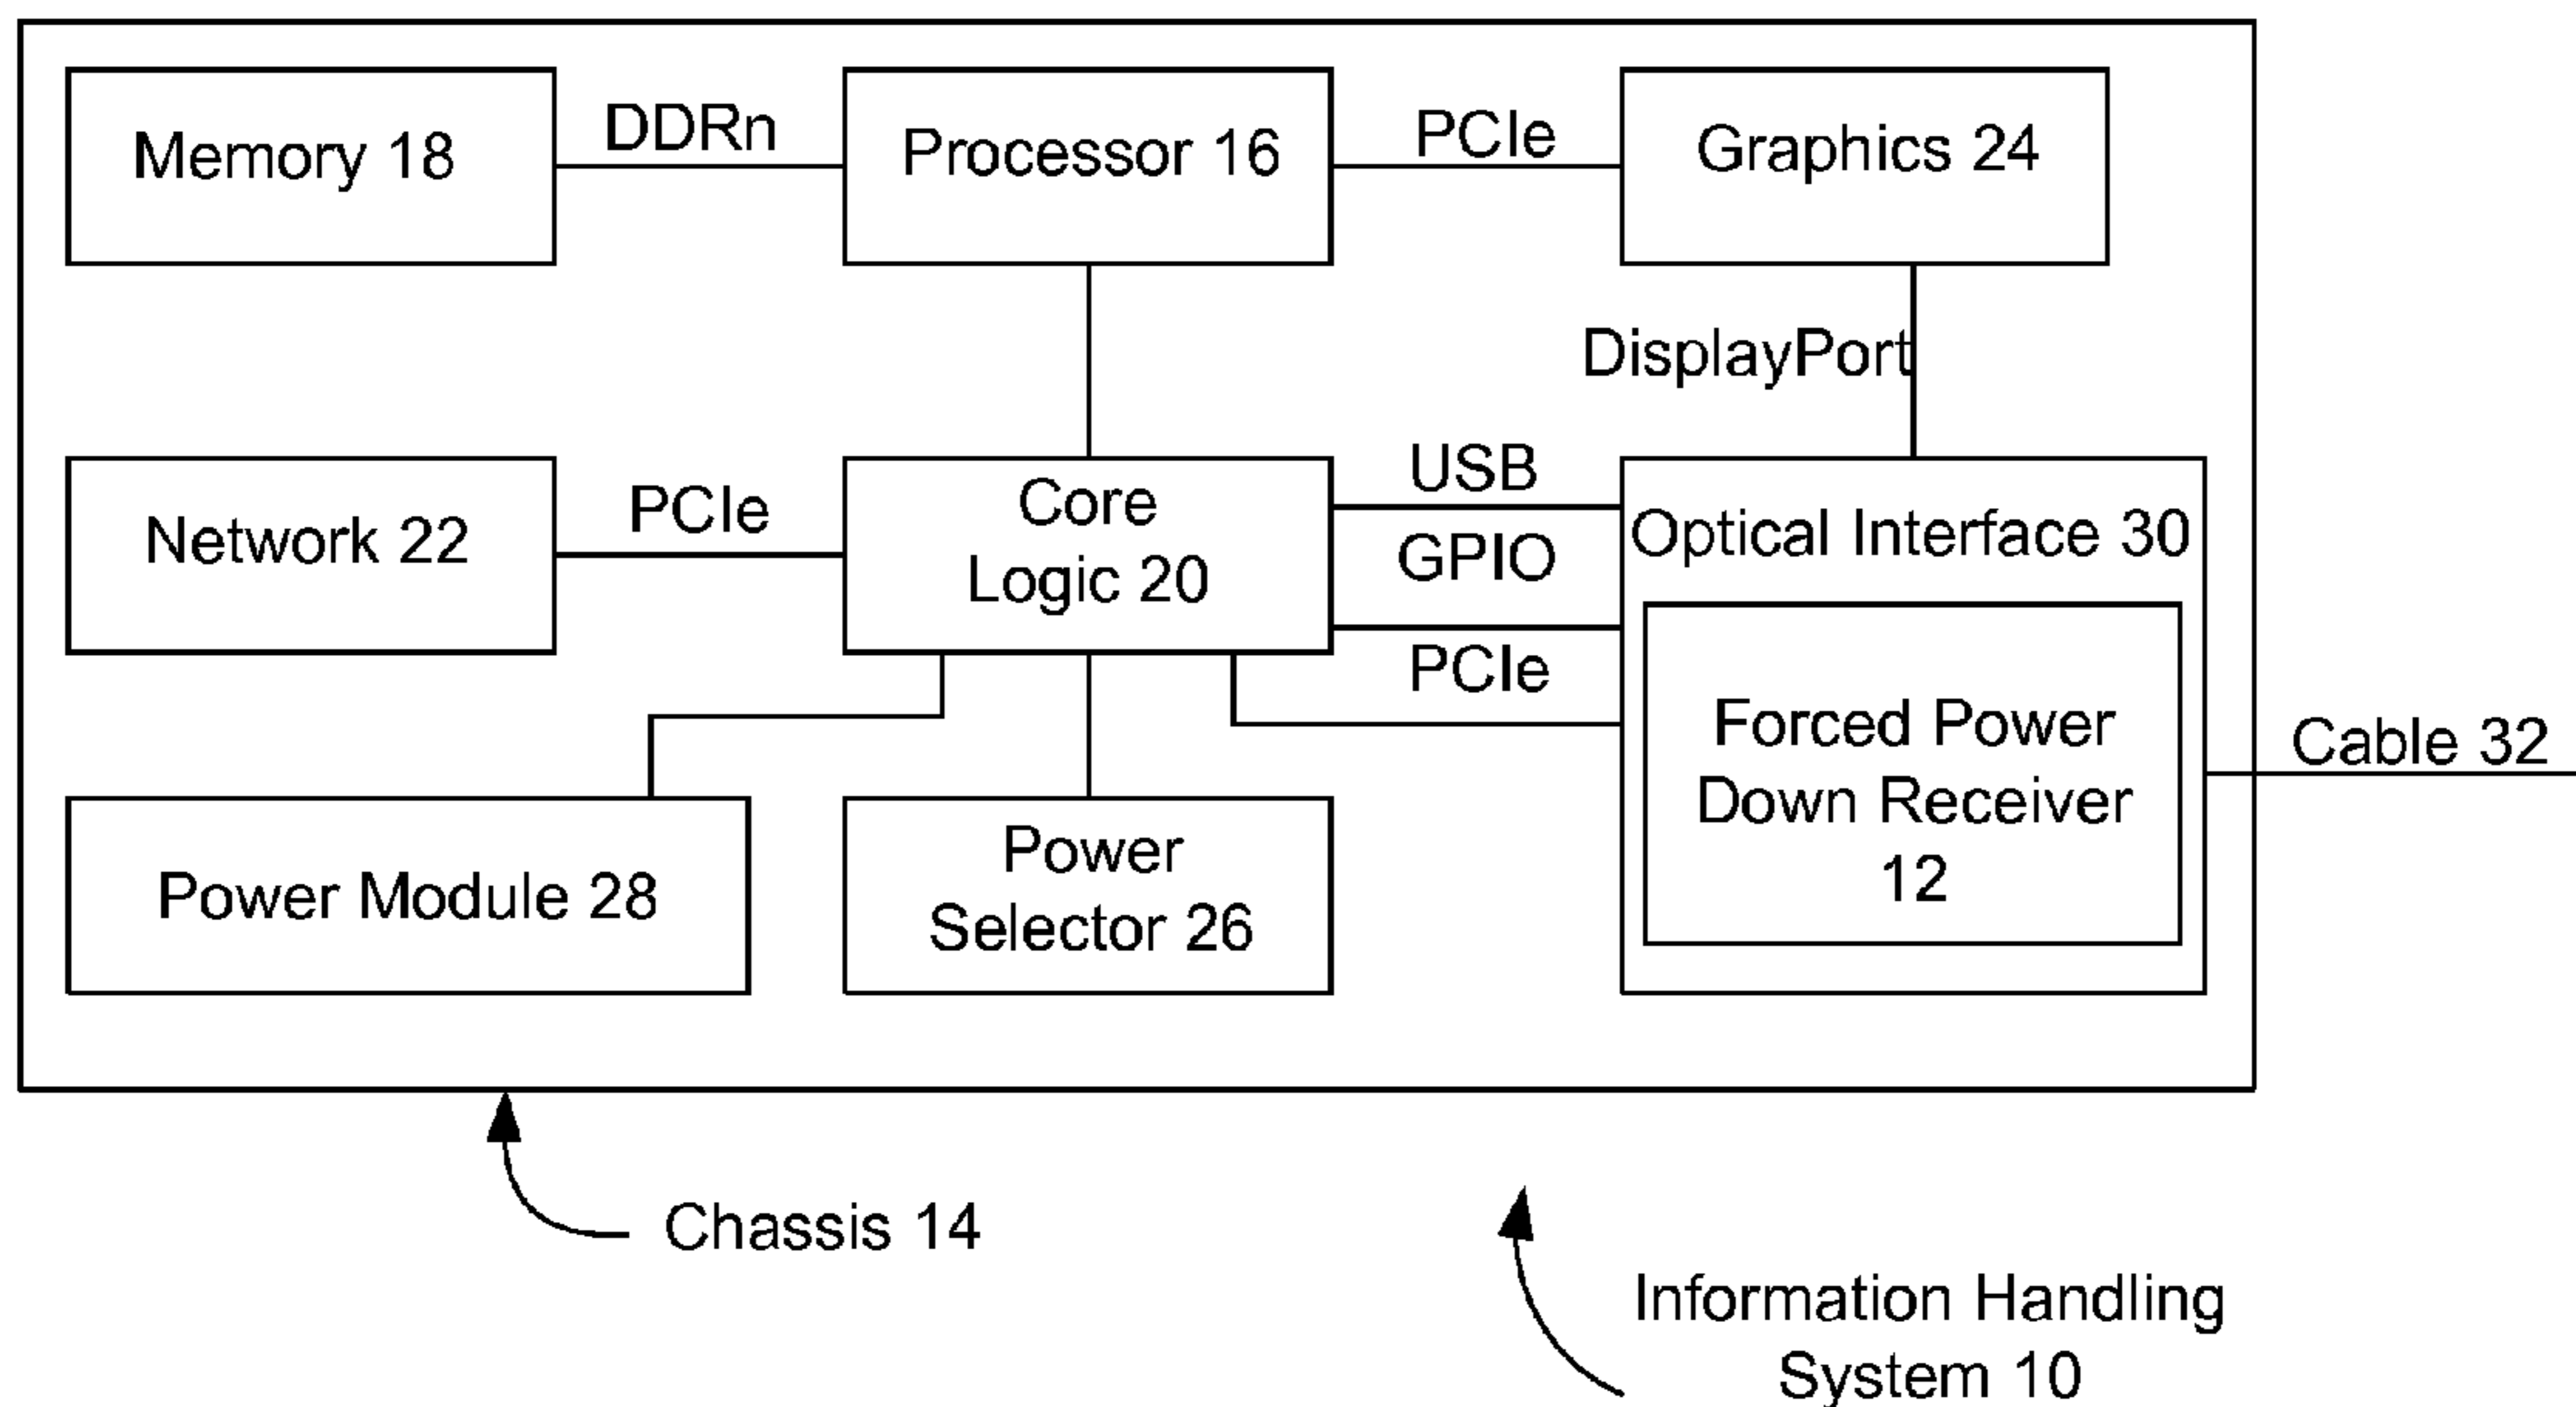 Memory 18
DDRn
Processor 16
PCIe
Graphics 24
DisplayPort
Network 22
PCIe
Core
Logic 20
USB
GPIO
PCIe
Optical Interface 30
Forced Power
Down Receiver
12
Cable 32
Power Module 28
Power
Selector 26
Chassis 14
Information Handling
System 10